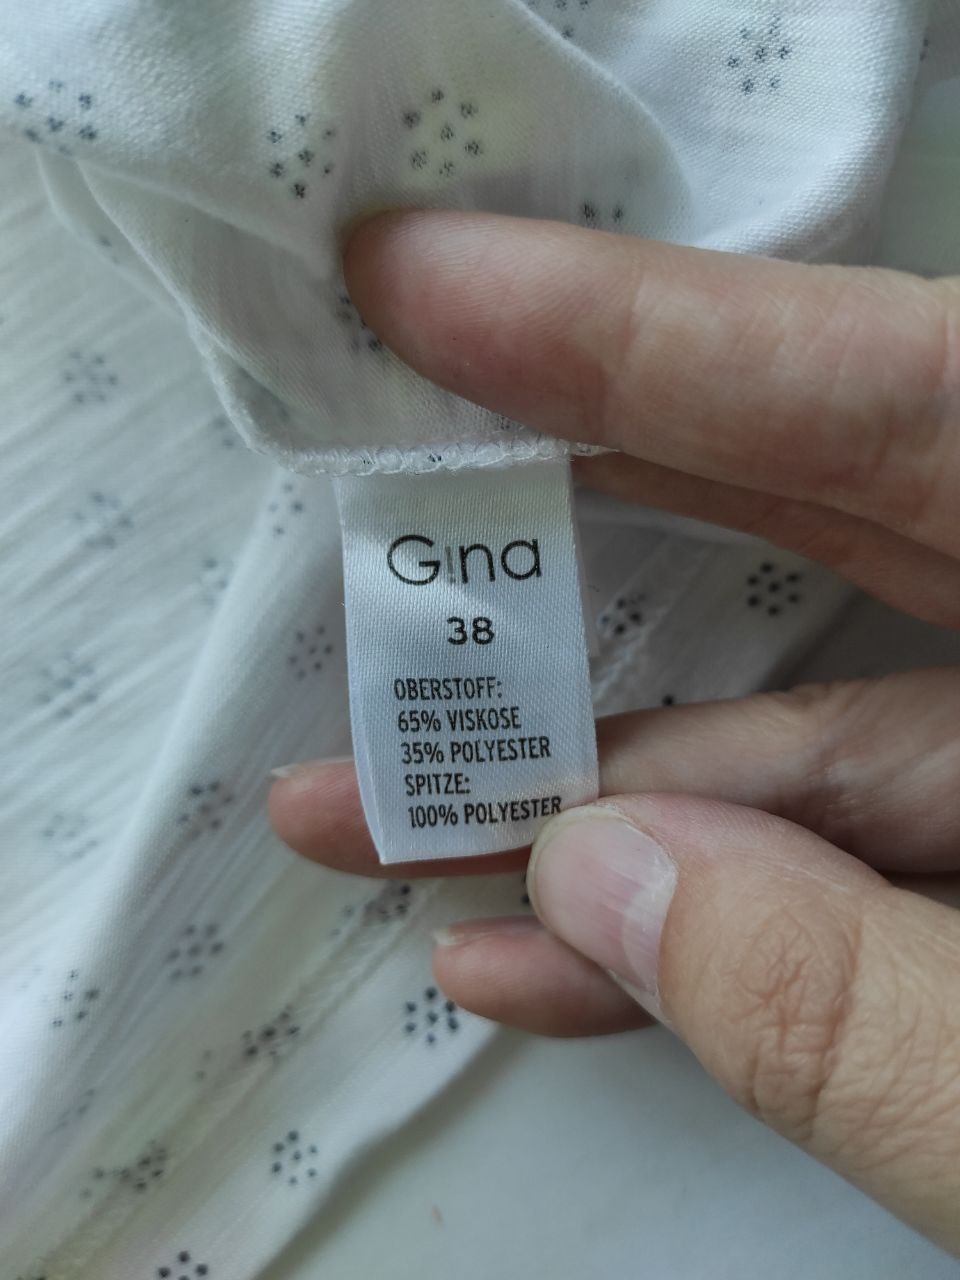 Gina
38
OBERSTOFF:
65% VISKOSE
35% POLYESTER
SPITZE:
100% POLYESTER